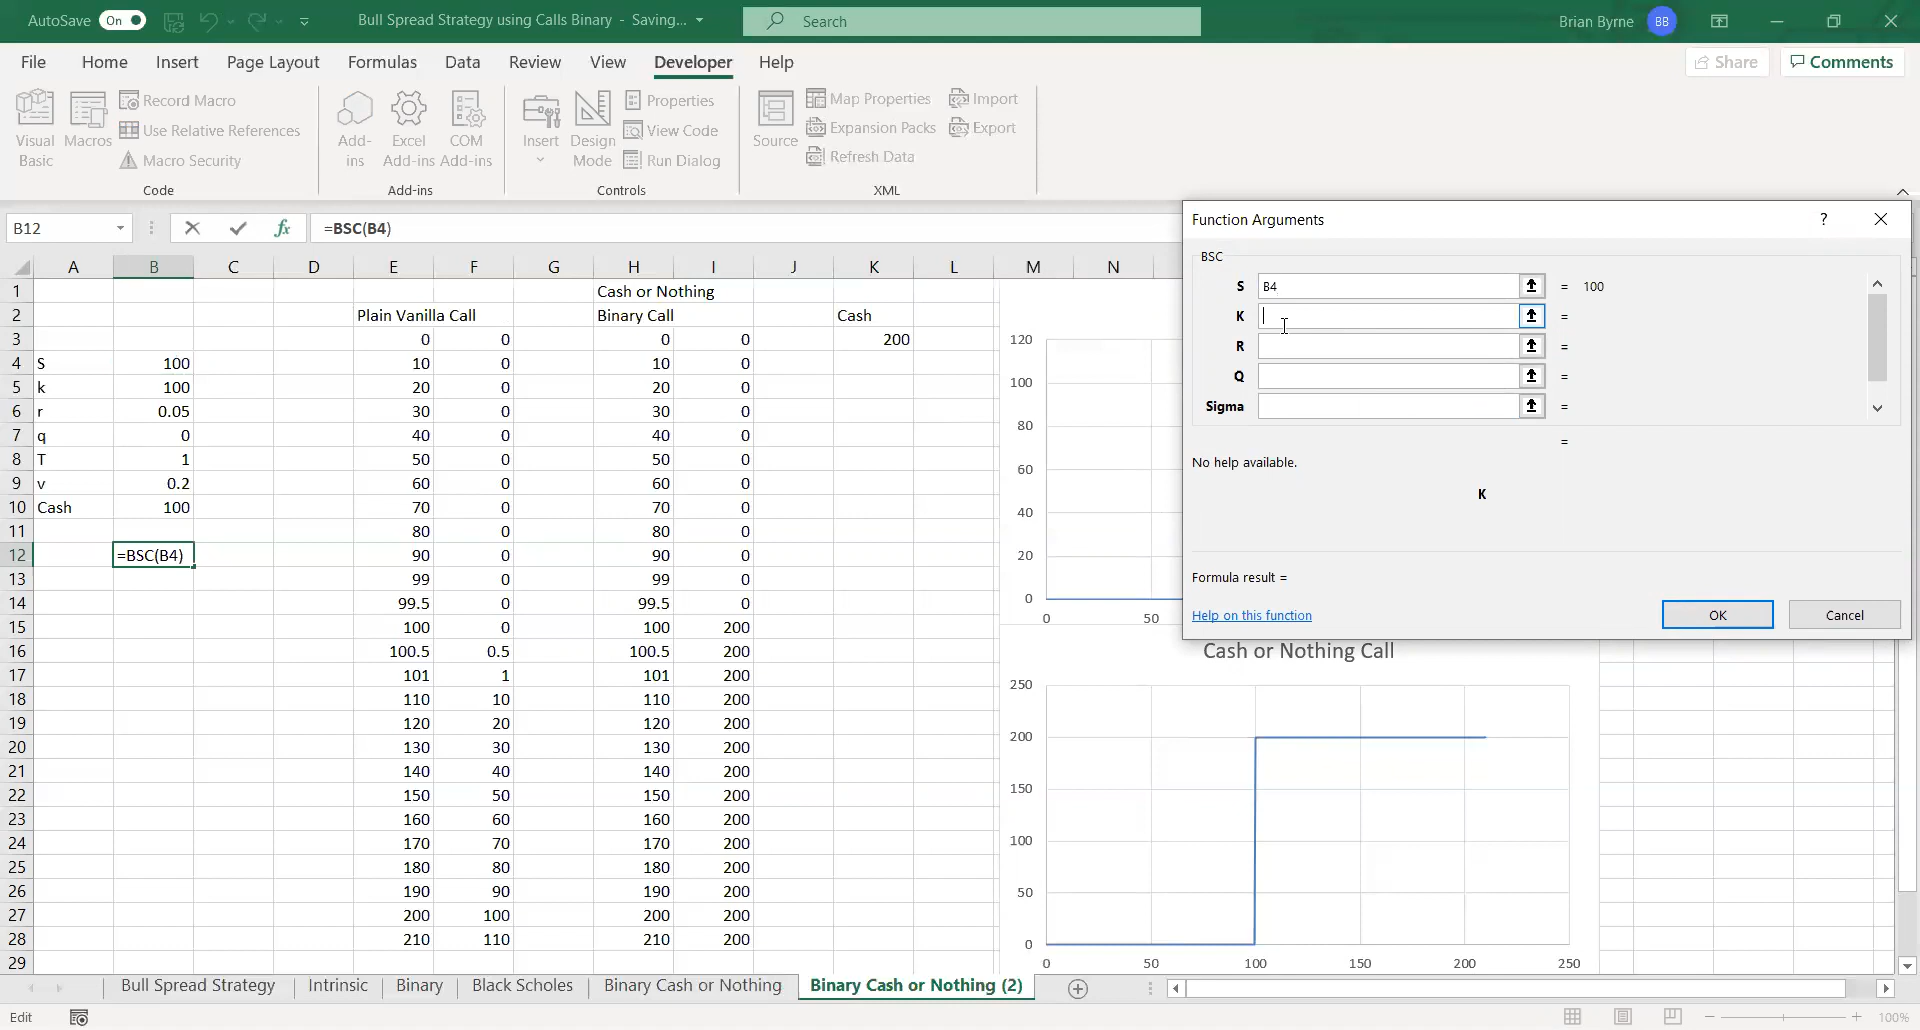 AutoSave On Bull Spread Strategy using Calls Binary - Saving... Search Brian Byrne BB
File Home Insert Page Layout Formulas Data Review View Developer Help Share Comments
Visual Basic Macros Record Macro Use Relative References Macro Security
Add-ins Excel Add-ins COM Add-ins
Insert Design Mode Properties View Code Run Dialog
Source Map Properties Expansion Packs Refresh Data Import Export
Code Add-ins Controls XML
B12 fx =BSC(B4)
A B C D E F G H I J K L M N
1 Cash or Nothing
2 Plain Vanilla Call Binary Call Cash
3 0 0 0 0 200
4 S 100 10 0 10 0
5 k 100 20 0 20 0
6 r 0.05 30 0 30 0
7 q 0 40 0 40 0
8 T 1 50 0 50 0
9 v 0.2 60 0 60 0
10 Cash 100 70 0 70 0
11 80 0 80 0
12 =BSC(B4) 90 0 90 0
13 99 0 99 0
14 99.5 0 99.5 0
15 100 0 100 200
16 100.5 0.5 100.5 200
17 101 1 101 200
18 110 10 110 200
19 120 20 120 200
20 130 30 130 200
21 140 40 140 200
22 150 50 150 200
23 160 60 160 200
24 170 70 170 200
25 180 80 180 200
26 190 90 190 200
27 200 100 200 200
28 210 110 210 200
29
120
100
80
60
40
20
0
0 50
Function Arguments ?
BSC
S B4 = 100
K =
R =
Q =
Sigma =
=
No help available.
K
Formula result =
Help on this function OK Cancel
Cash or Nothing Call
250
200
150
100
50
0
0 50 100 150 200 250
Bull Spread Strategy Intrinsic Binary Black Scholes Binary Cash or Nothing Binary Cash or Nothing (2)
Edit 100%